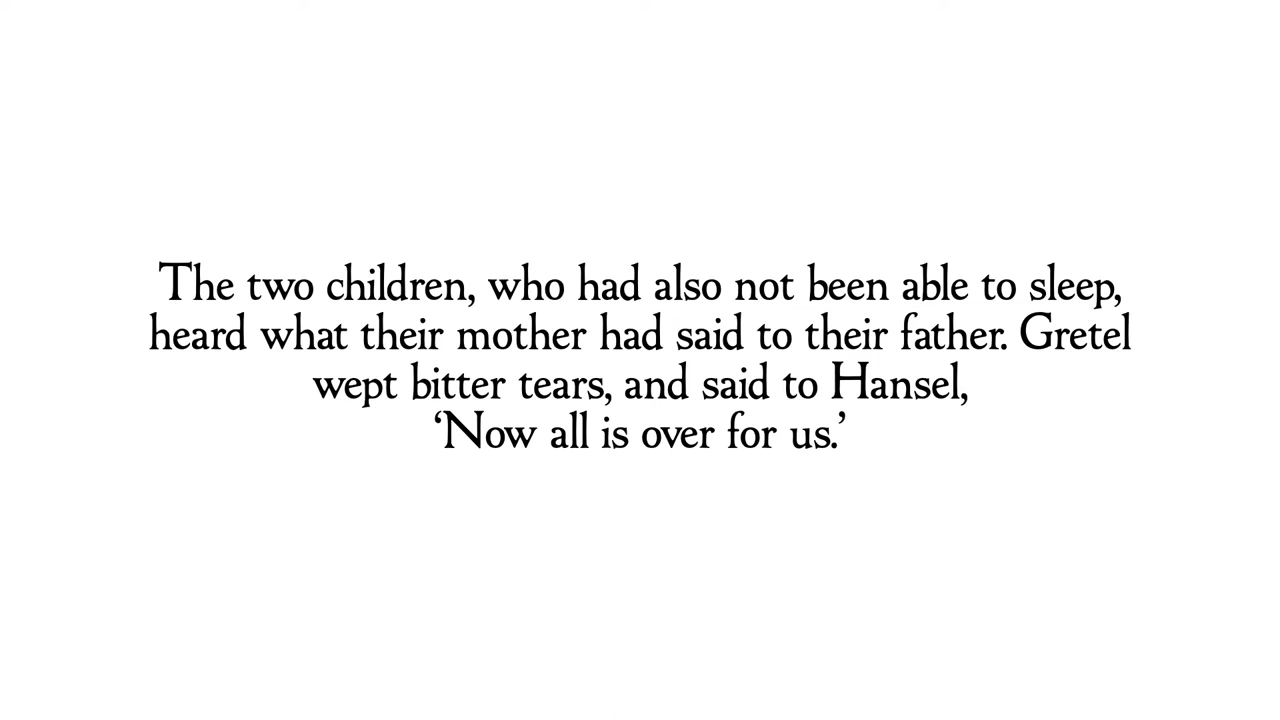 The two children, who had also not been able to sleep,
heard what their mother had said to their father. Gretel
wept bitter tears, and said to Hansel,
‘Now all is over for us.’